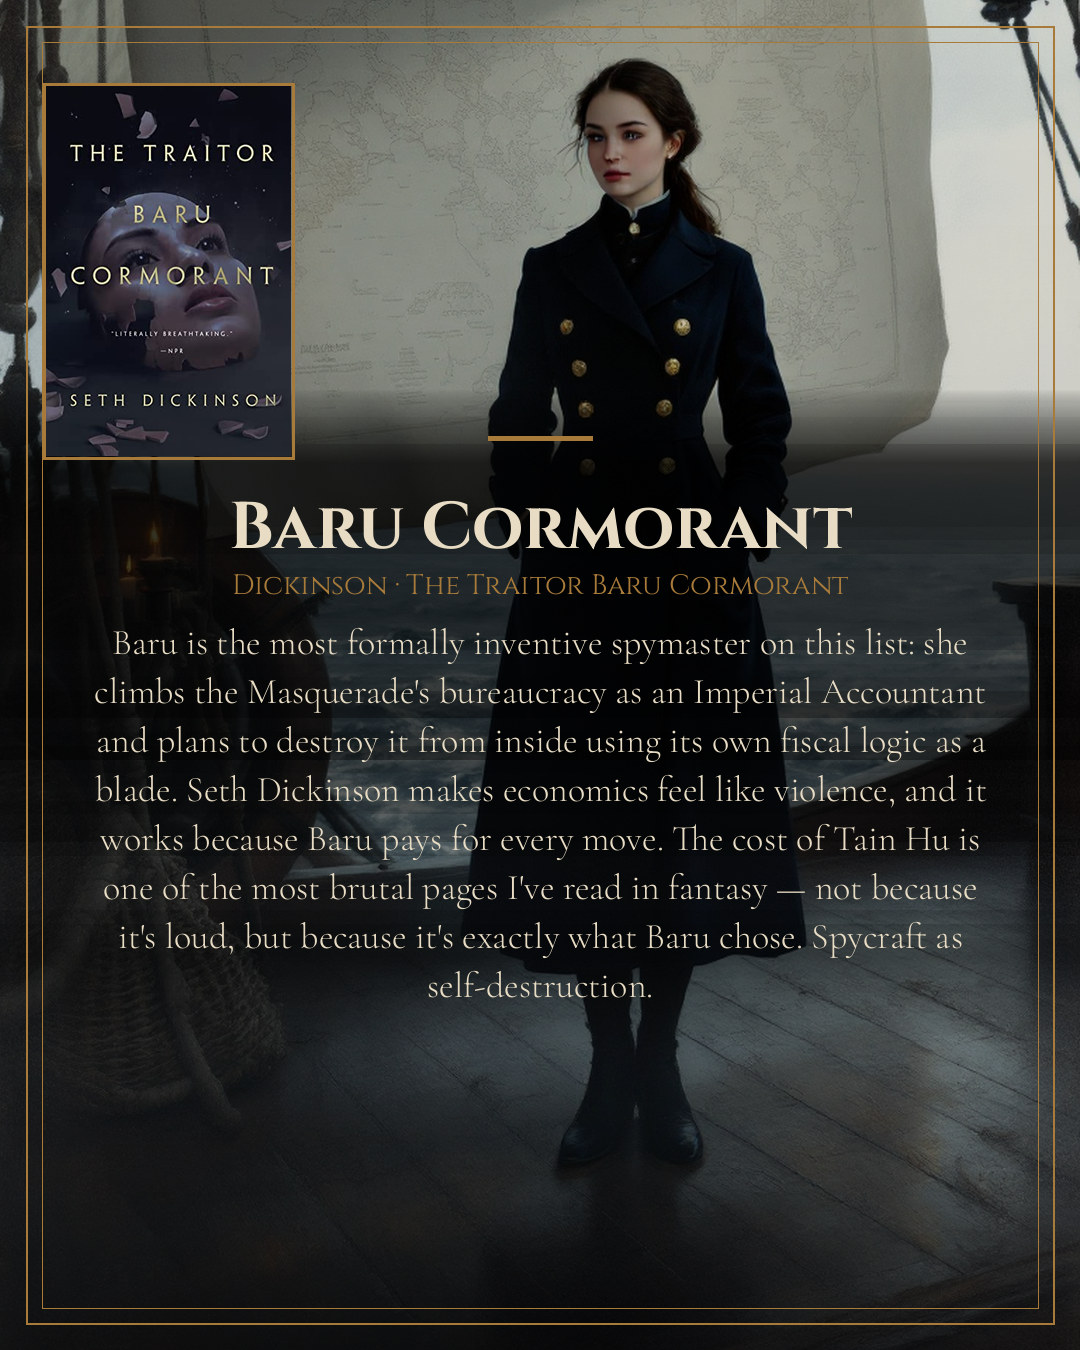 THE TRAITOR
BARU
CORMORANT
"LITERALLY BREATHTAKING."
—NPR
SETH DICKINSON
BARU CORMORANT
DICKINSON · THE TRAITOR BARU CORMORANT
Baru is the most formally inventive spymaster on this list: she
climbs the Masquerade's bureaucracy as an Imperial Accountant
and plans to destroy it from inside using its own fiscal logic as a
blade. Seth Dickinson makes economics feel like violence, and it
works because Baru pays for every move. The cost of Tain Hu is
one of the most brutal pages I've read in fantasy — not because
it's loud, but because it's exactly what Baru chose. Spycraft as
self-destruction.